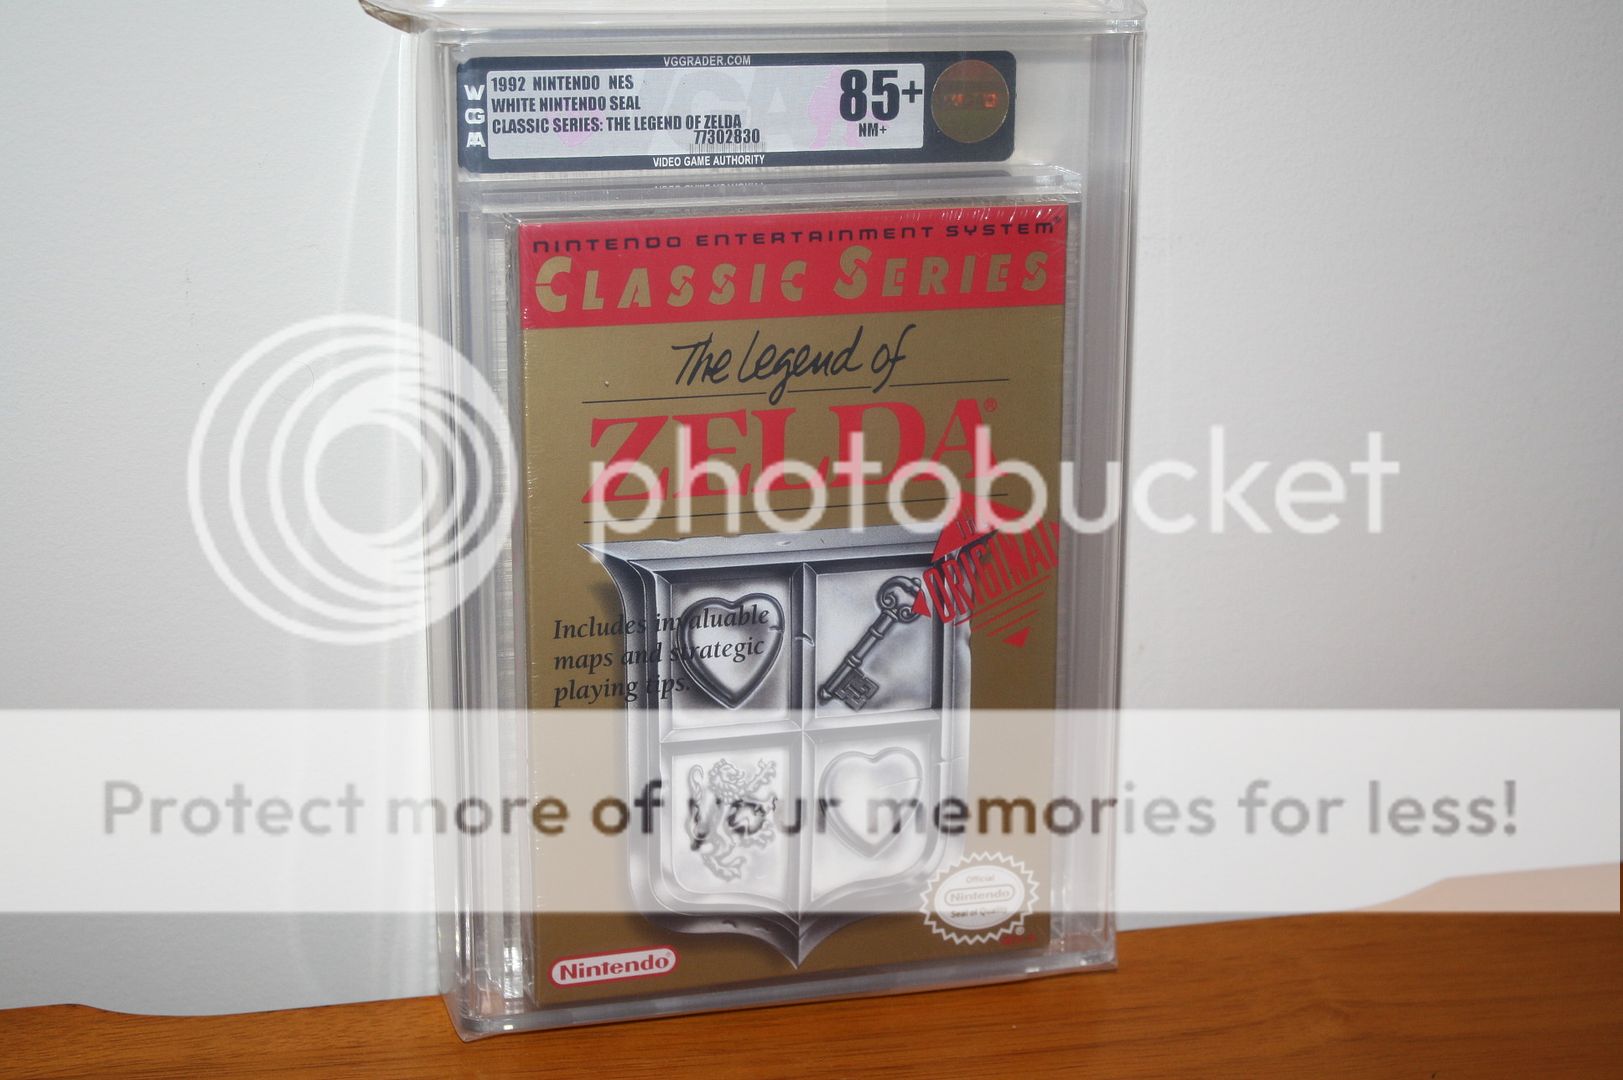 VGGRADER.COM
VGA
1992 NINTENDO NES
WHITE NINTENDO SEAL
CLASSIC SERIES: THE LEGEND OF ZELDA
77302830
85+
NM+
VIDEO GAME AUTHORITY
NINTENDO ENTERTAINMENT SYSTEM™
CLASSIC SERIES
The Legend of
ZELDA®
photobucket
ORIGINAL
Includes invaluable
maps and strategic
playing tips.
Protect more of your memories for less!
Official
Nintendo
Seal of Quality
Nintendo®